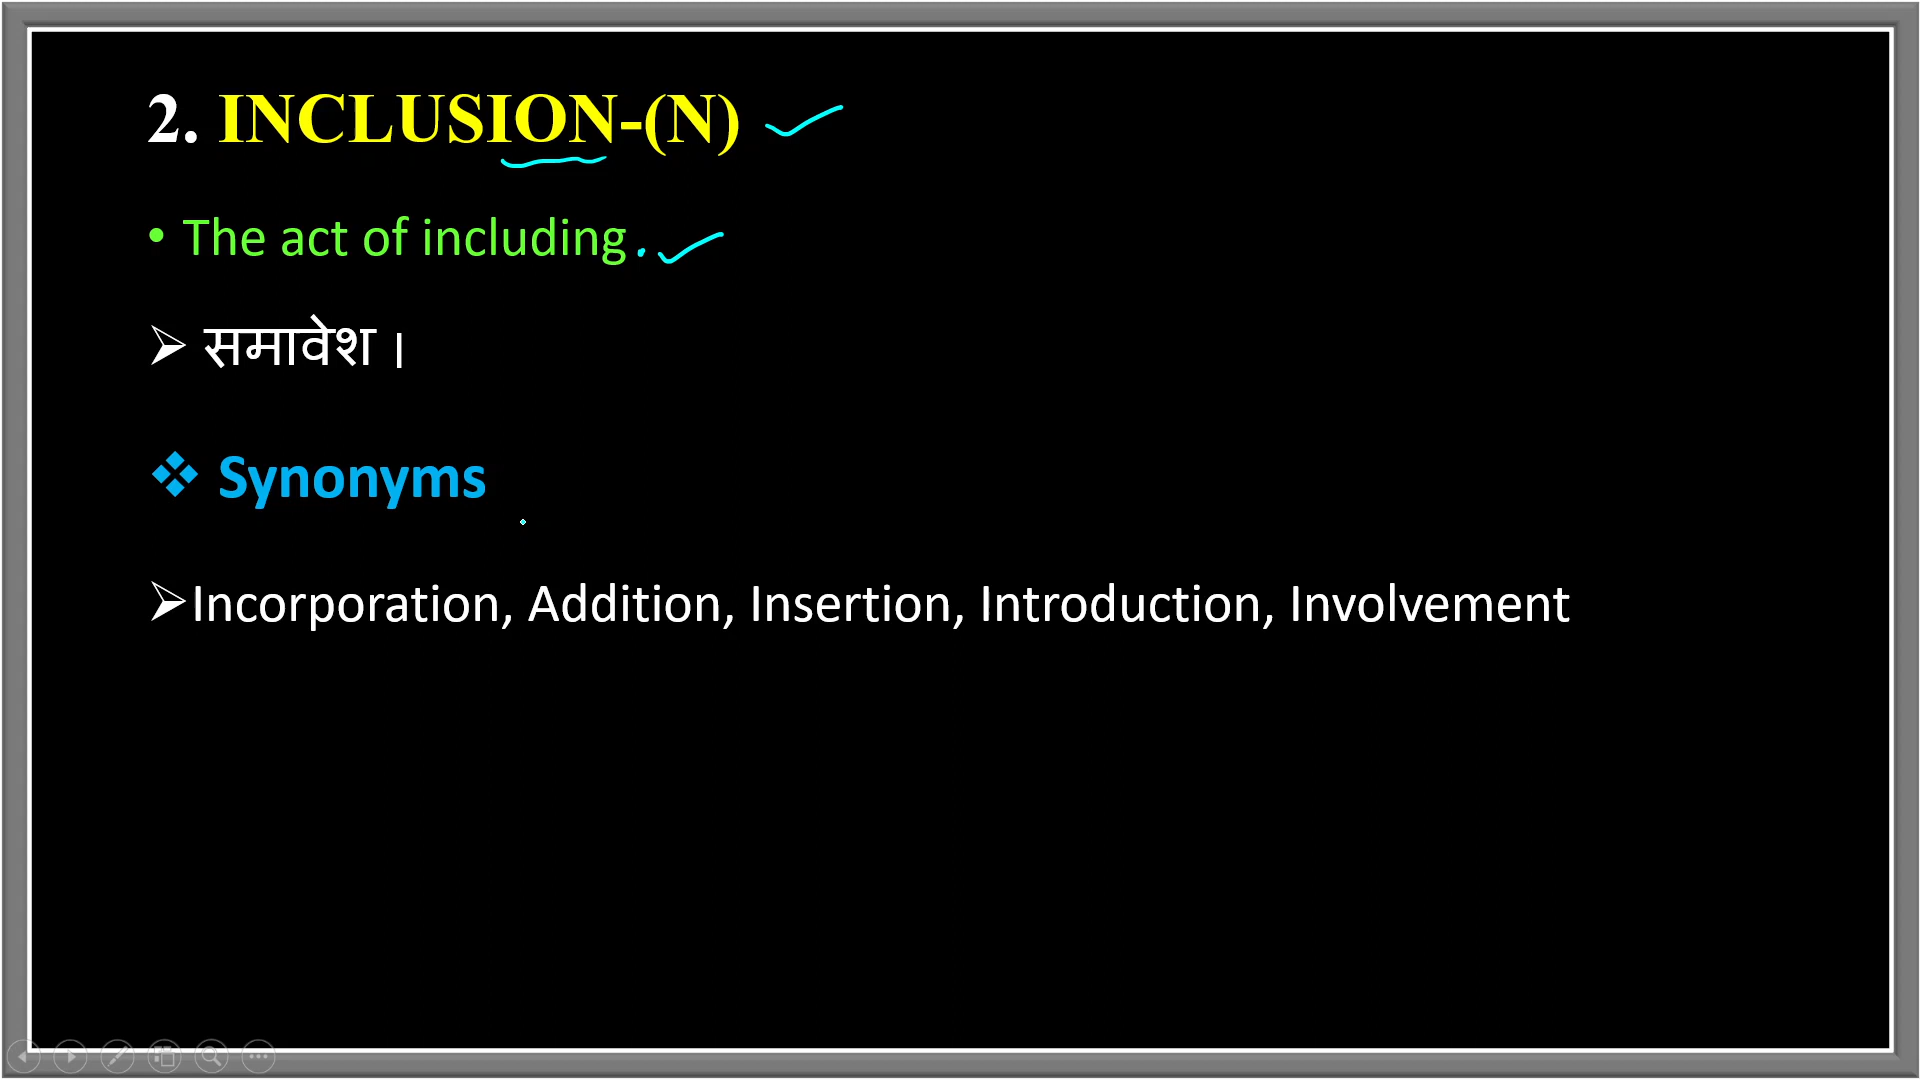 2. INCLUSION-(N)
• The act of including.
➢ समावेश ।
❖ Synonyms
➢Incorporation, Addition, Insertion, Introduction, Involvement